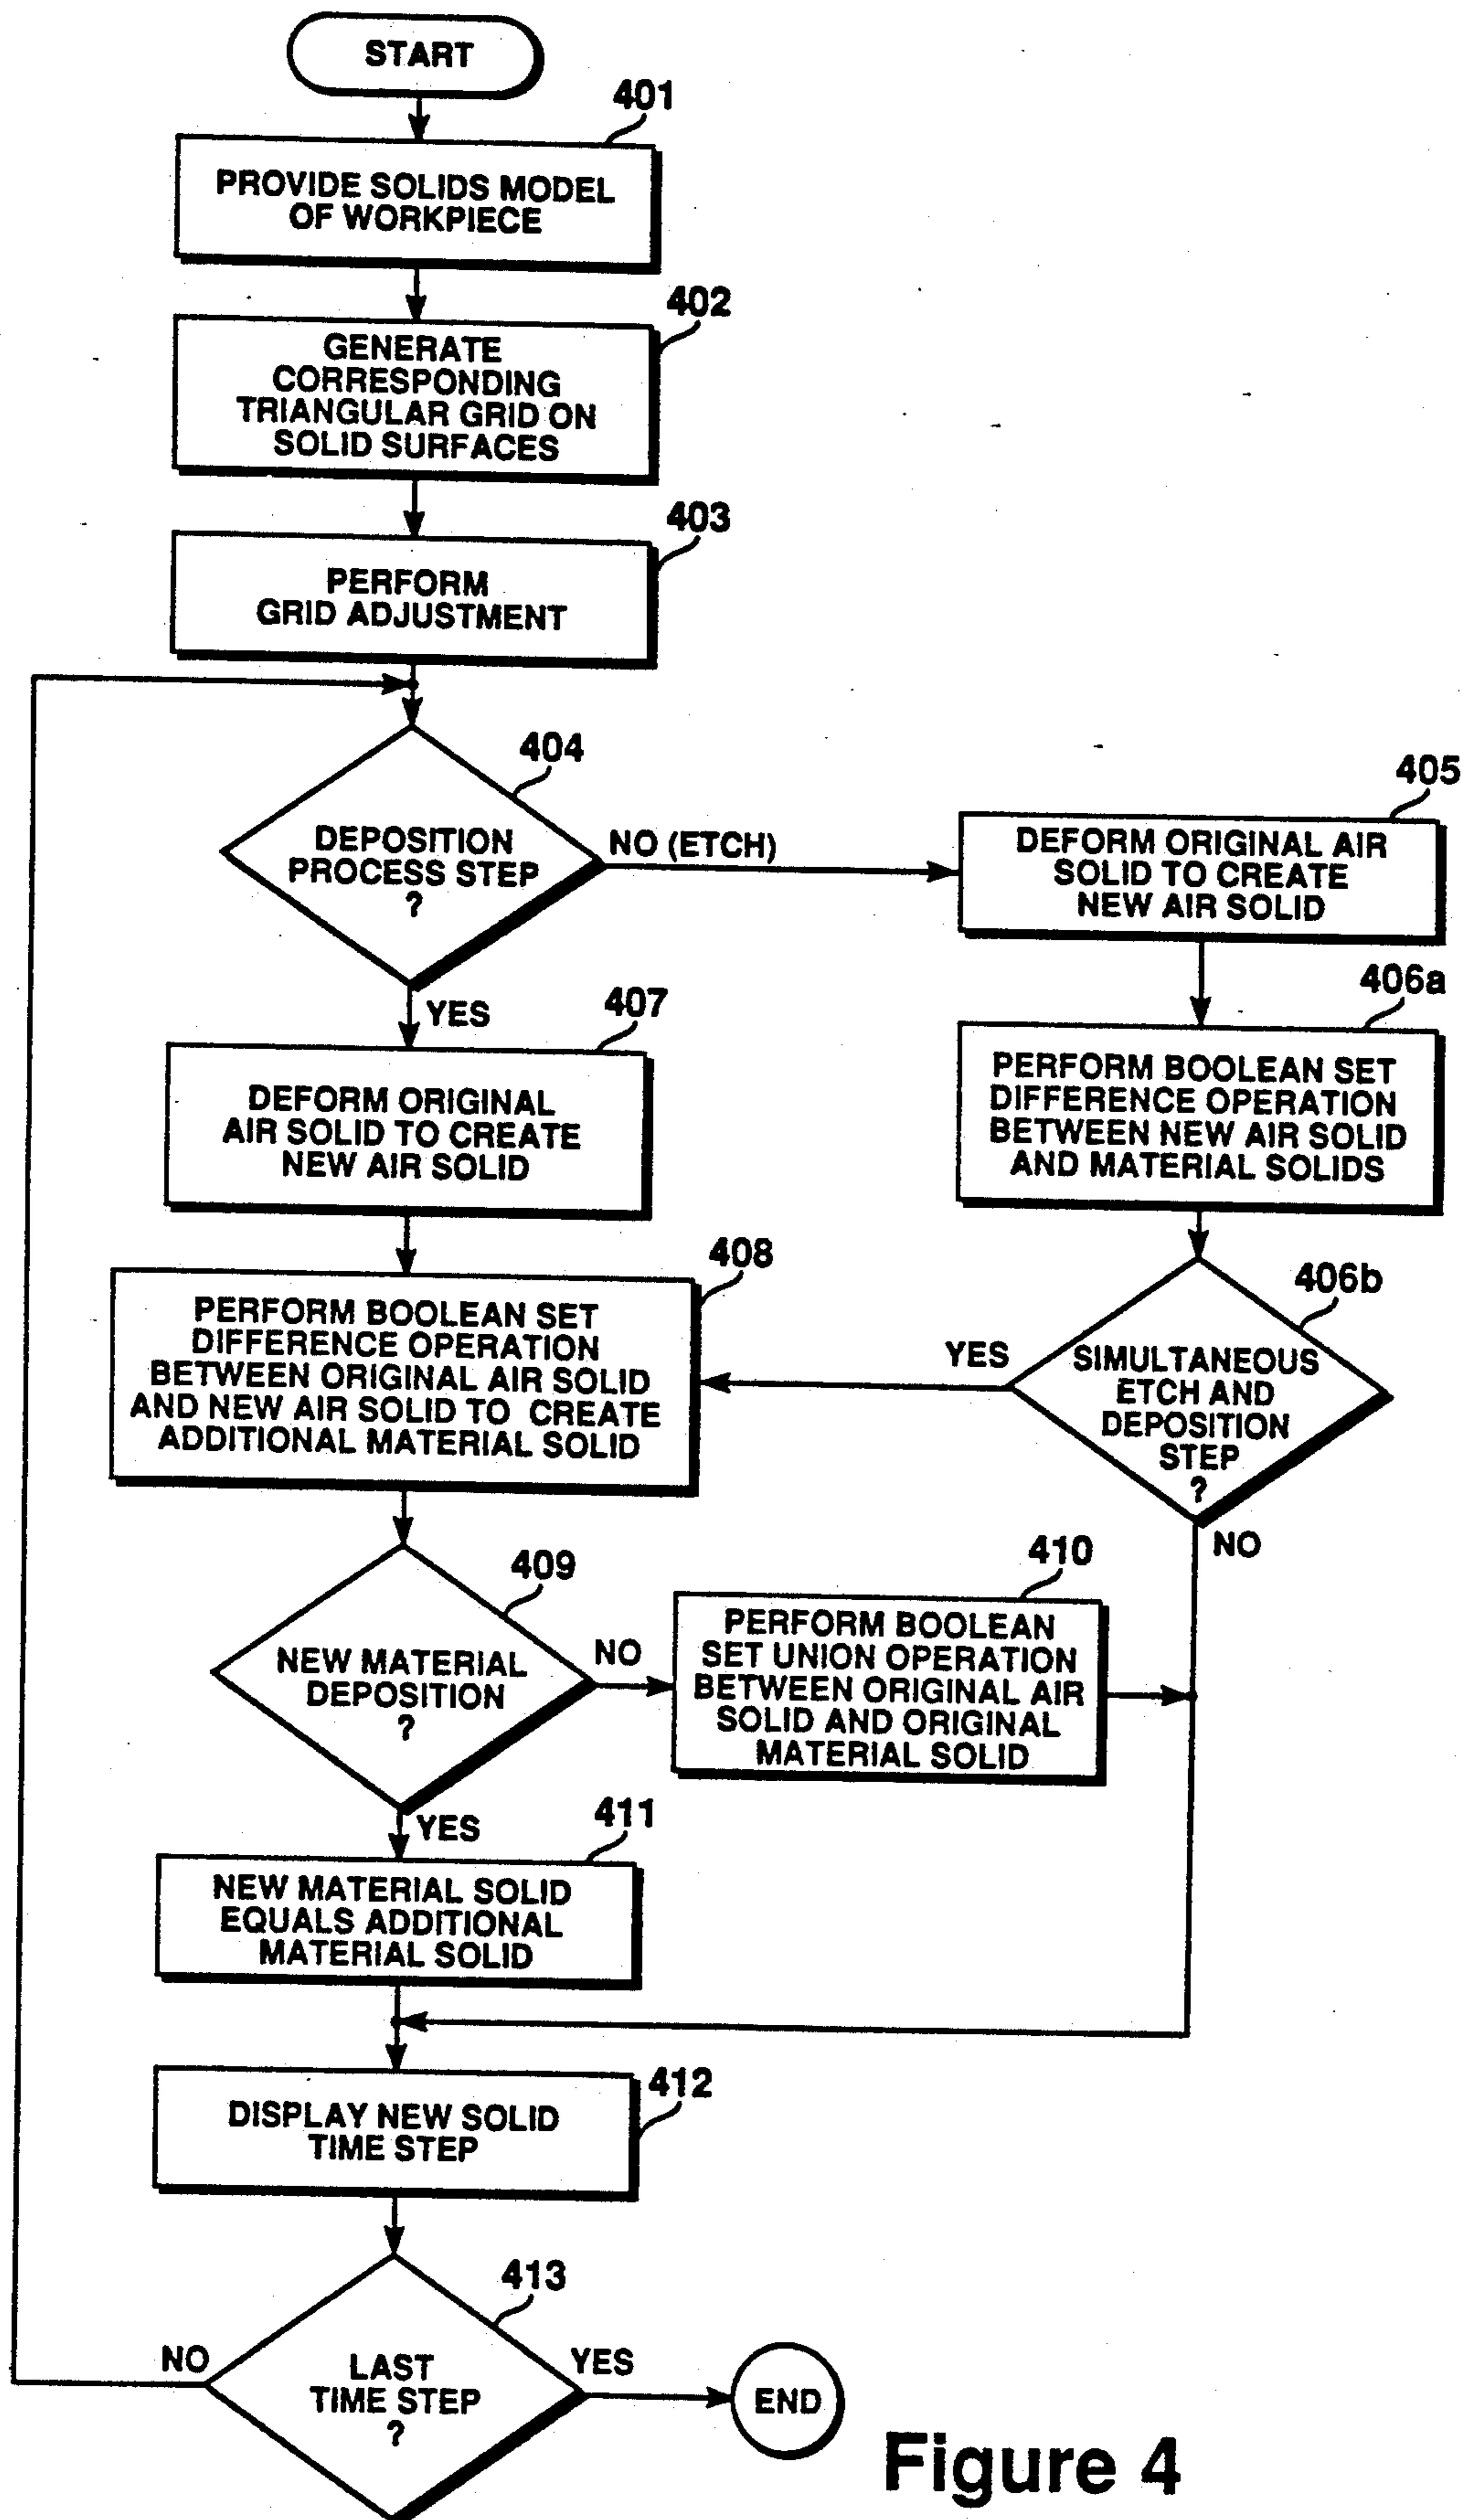 START
401
PROVIDE SOLIDS MODEL
OF WORKPIECE
402
GENERATE
CORRESPONDING
TRIANGULAR GRID ON
SOLID SURFACES
403
PERFORM
GRID ADJUSTMENT
404
DEPOSITION
PROCESS STEP
?
NO (ETCH)
405
DEFORM ORIGINAL AIR
SOLID TO CREATE
NEW AIR SOLID
406a
PERFORM BOOLEAN SET
DIFFERENCE OPERATION
BETWEEN NEW AIR SOLID
AND MATERIAL SOLIDS
YES
407
DEFORM ORIGINAL
AIR SOLID TO CREATE
NEW AIR SOLID
408
PERFORM BOOLEAN SET
DIFFERENCE OPERATION
BETWEEN ORIGINAL AIR SOLID
AND NEW AIR SOLID TO CREATE
ADDITIONAL MATERIAL SOLID
406b
YES
SIMULTANEOUS
ETCH AND
DEPOSITION
STEP
?
NO
409
NEW MATERIAL
DEPOSITION
?
NO
410
PERFORM BOOLEAN
SET UNION OPERATION
BETWEEN ORIGINAL AIR
SOLID AND ORIGINAL
MATERIAL SOLID
YES
411
NEW MATERIAL SOLID
EQUALS ADDITIONAL
MATERIAL SOLID
412
DISPLAY NEW SOLID
TIME STEP
413
NO
LAST
TIME STEP
?
YES
END
Figure 4